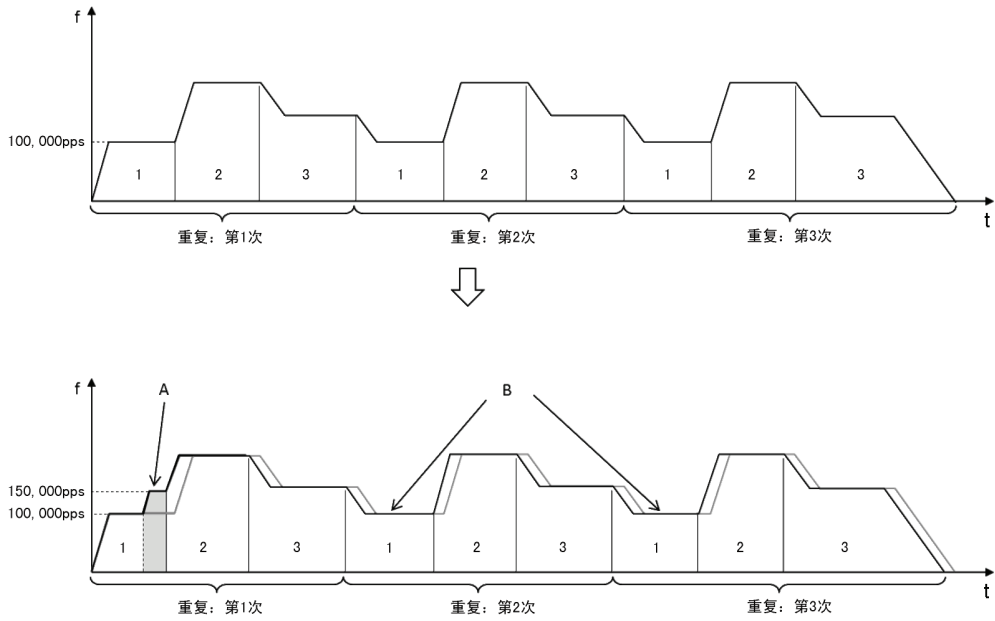 f
100,000pps
1 2 3 1 2 3 1 2 3
t
重复：第1次 重复：第2次 重复：第3次
f
A B
150,000pps
100,000pps
1 2 3 1 2 3 1 2 3
t
重复：第1次 重复：第2次 重复：第3次